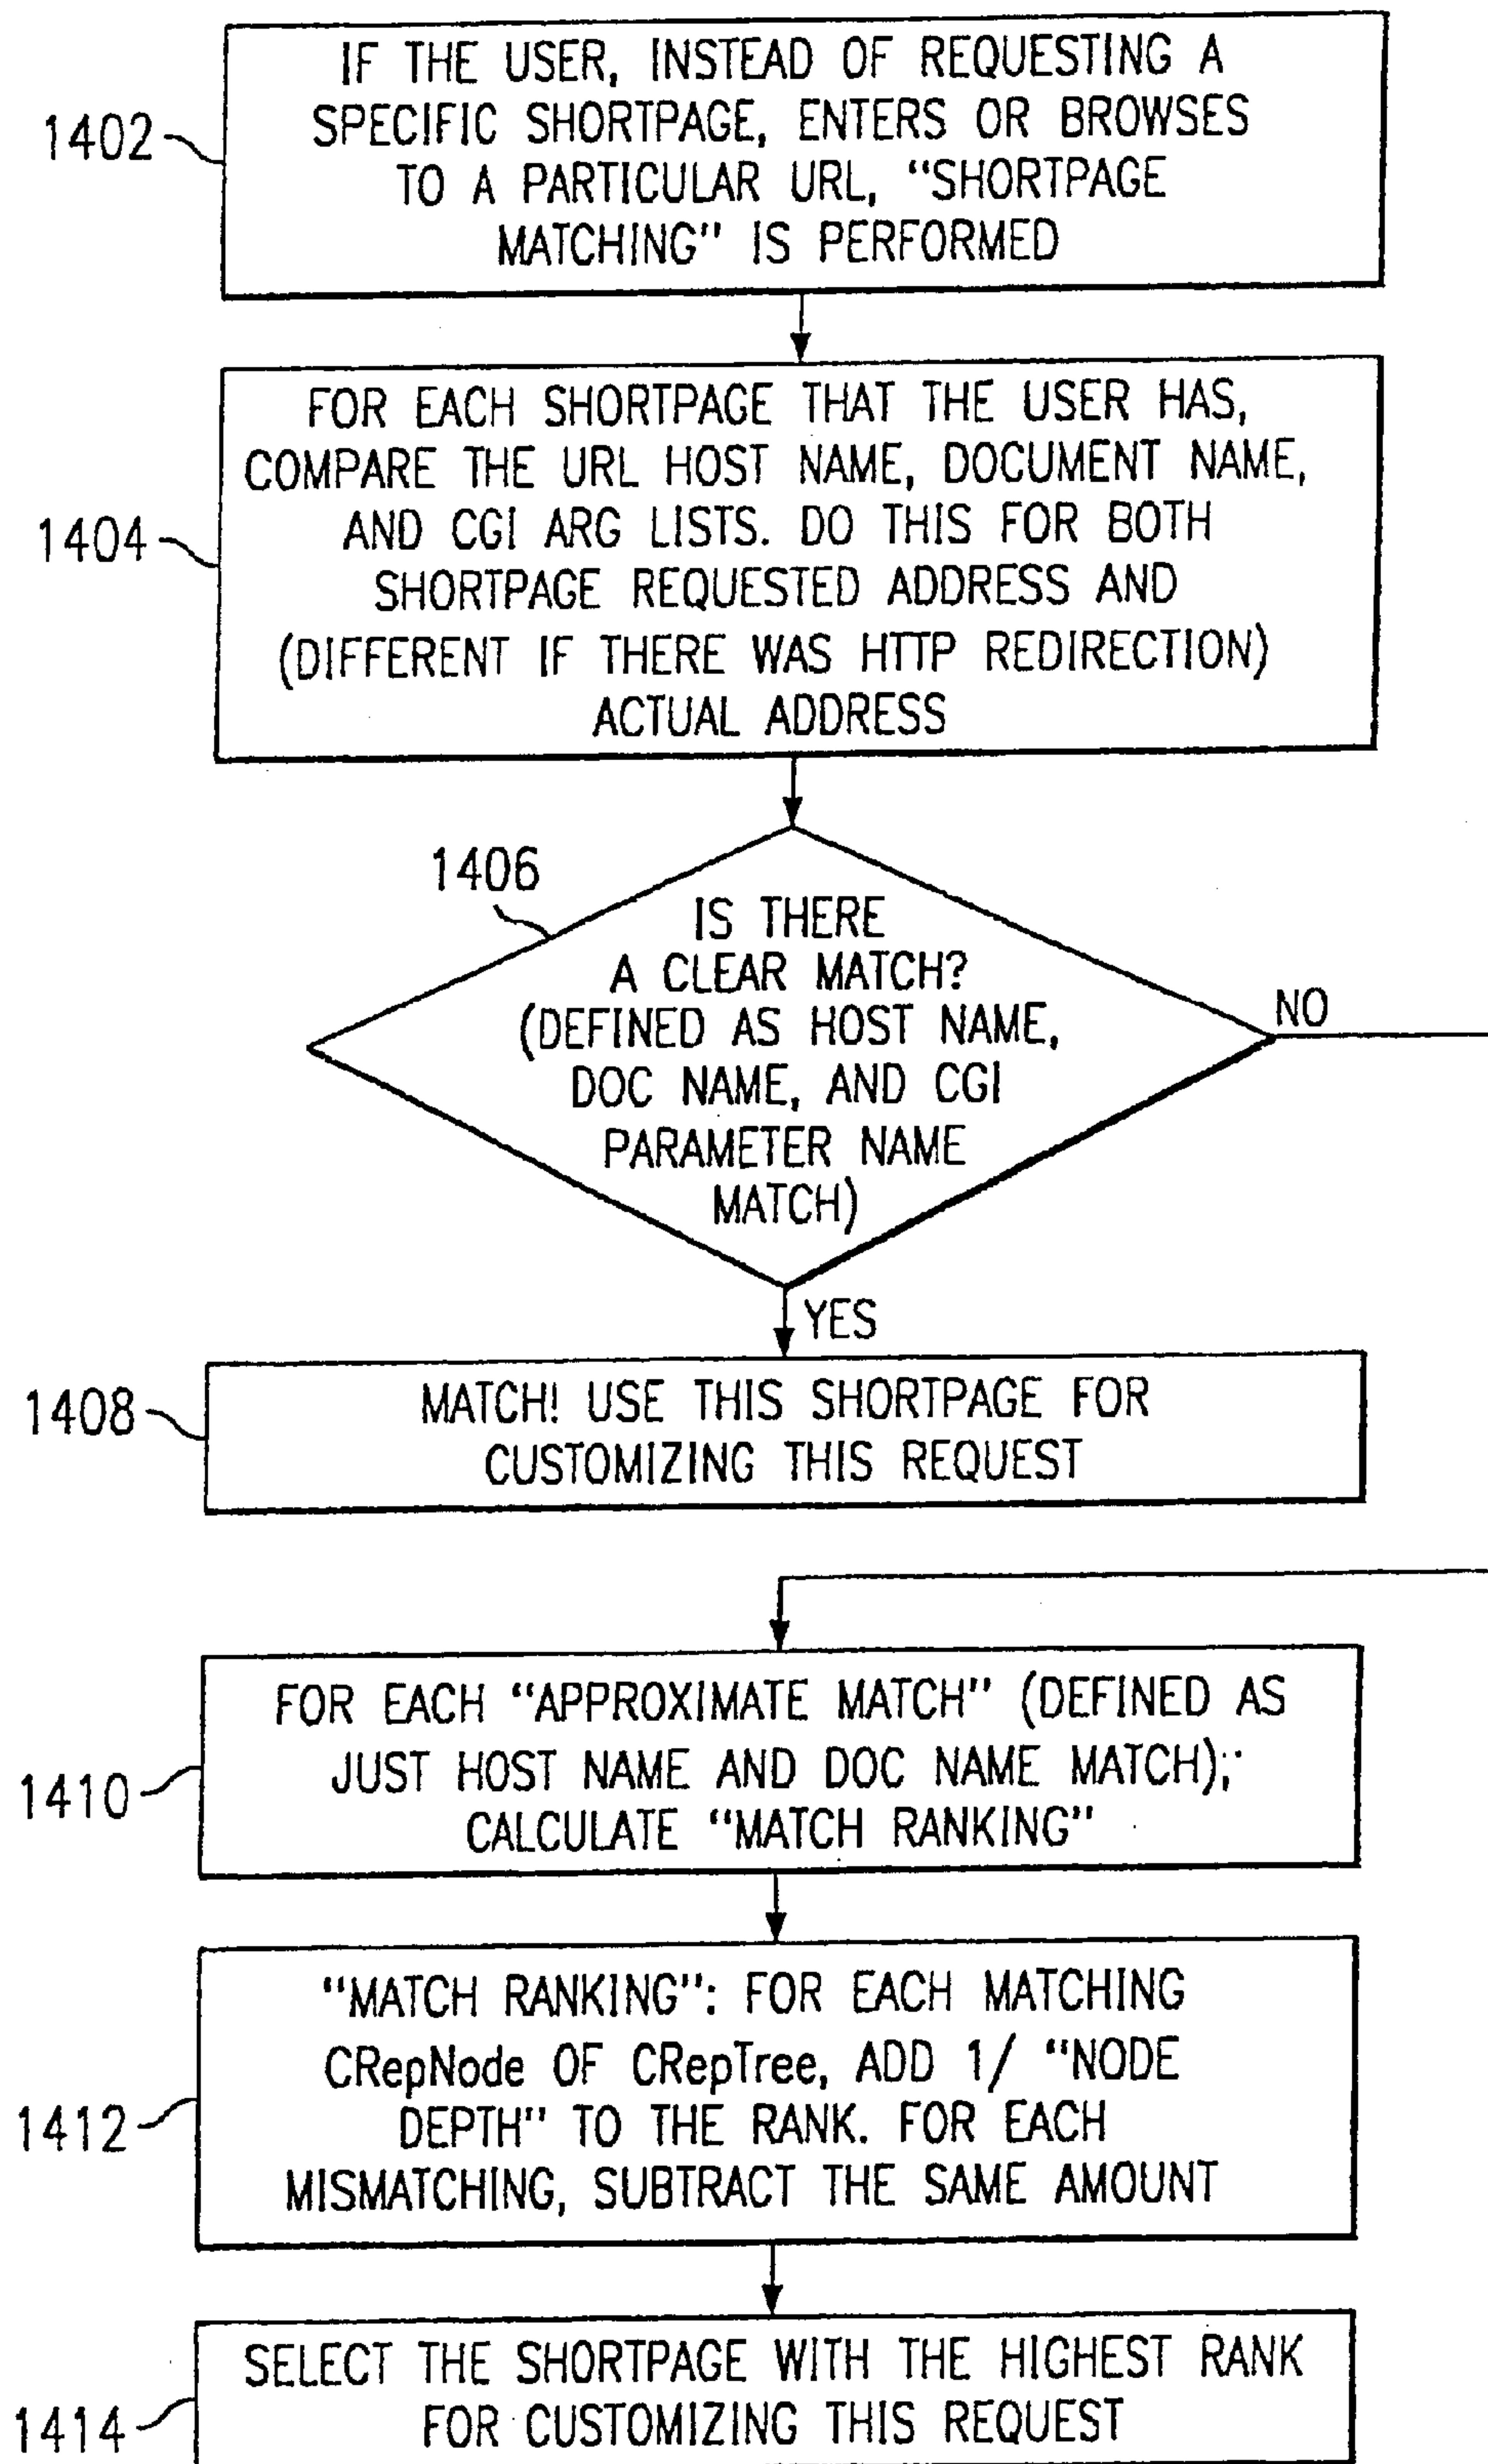 1402
IF THE USER, INSTEAD OF REQUESTING A
SPECIFIC SHORTPAGE, ENTERS OR BROWSES
TO A PARTICULAR URL, "SHORTPAGE
MATCHING" IS PERFORMED
1404
FOR EACH SHORTPAGE THAT THE USER HAS,
COMPARE THE URL HOST NAME, DOCUMENT NAME,
AND CGI ARG LISTS. DO THIS FOR BOTH
SHORTPAGE REQUESTED ADDRESS AND
(DIFFERENT IF THERE WAS HTTP REDIRECTION)
ACTUAL ADDRESS
1406
IS THERE
A CLEAR MATCH?
(DEFINED AS HOST NAME,
DOC NAME, AND CGI
PARAMETER NAME
MATCH)
NO
YES
1408
MATCH! USE THIS SHORTPAGE FOR
CUSTOMIZING THIS REQUEST
1410
FOR EACH "APPROXIMATE MATCH" (DEFINED AS
JUST HOST NAME AND DOC NAME MATCH);
CALCULATE "MATCH RANKING"
1412
"MATCH RANKING": FOR EACH MATCHING
CRepNode OF CRepTree, ADD 1/ "NODE
DEPTH" TO THE RANK. FOR EACH
MISMATCHING, SUBTRACT THE SAME AMOUNT
1414
SELECT THE SHORTPAGE WITH THE HIGHEST RANK
FOR CUSTOMIZING THIS REQUEST